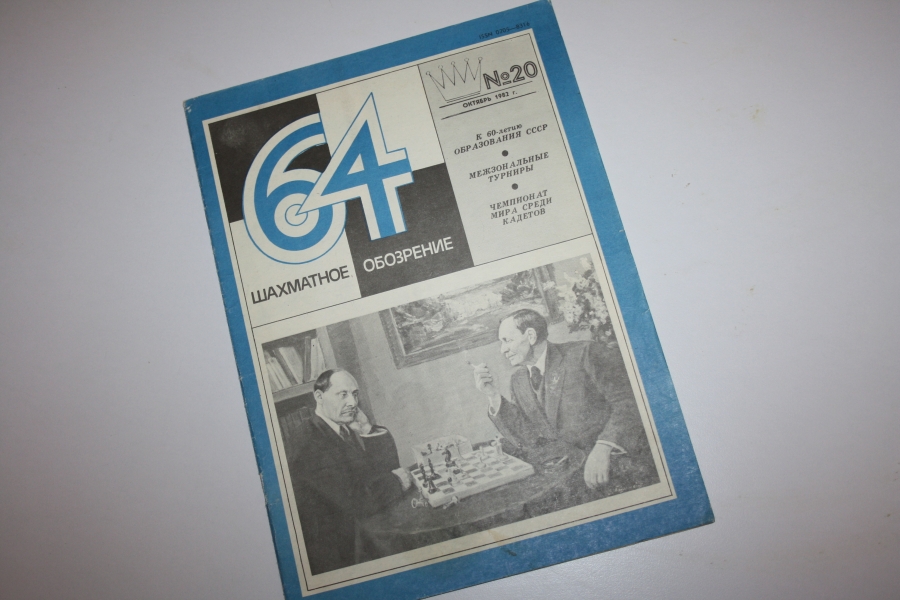 64
ШАХМАТНОЕ ОБОЗРЕНИЕ
№20
ОКТЯБРЬ 1982 г.
К 60-летию
ОБРАЗОВАНИЯ СССР
МЕЖЗОНАЛЬНЫЕ
ТУРНИРЫ
ЧЕМПИОНАТ
МИРА СРЕДИ
КАДЕТОВ